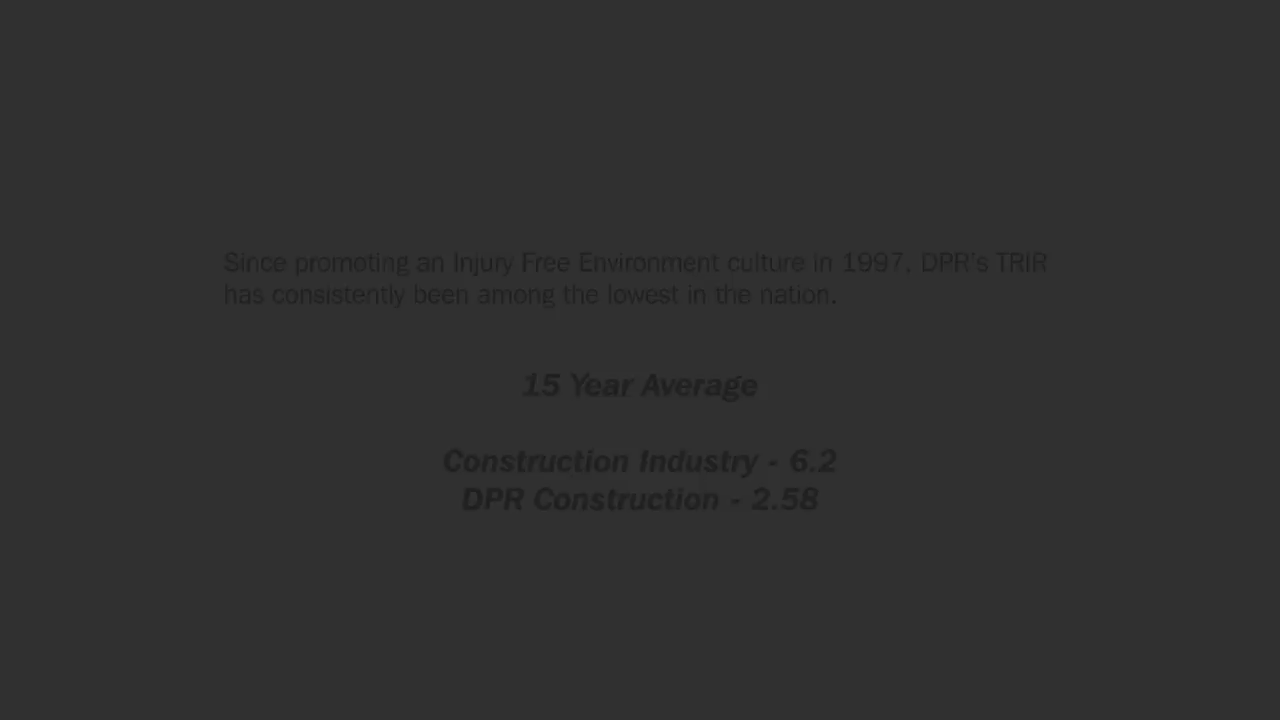 Since promoting an Injury Free Environment culture in 1997, DPR's TRIR
has consistently been among the lowest in the nation.
15 Year Average
Construction Industry - 6.2
DPR Construction - 2.58